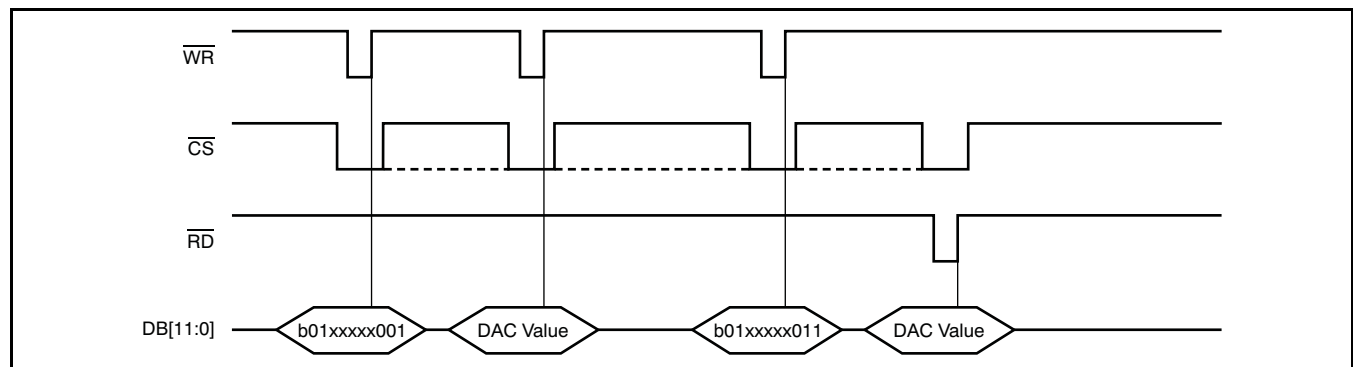 WR
CS
RD
DB[11:0]
b01xxxxx001
DAC Value
b01xxxxx011
DAC Value